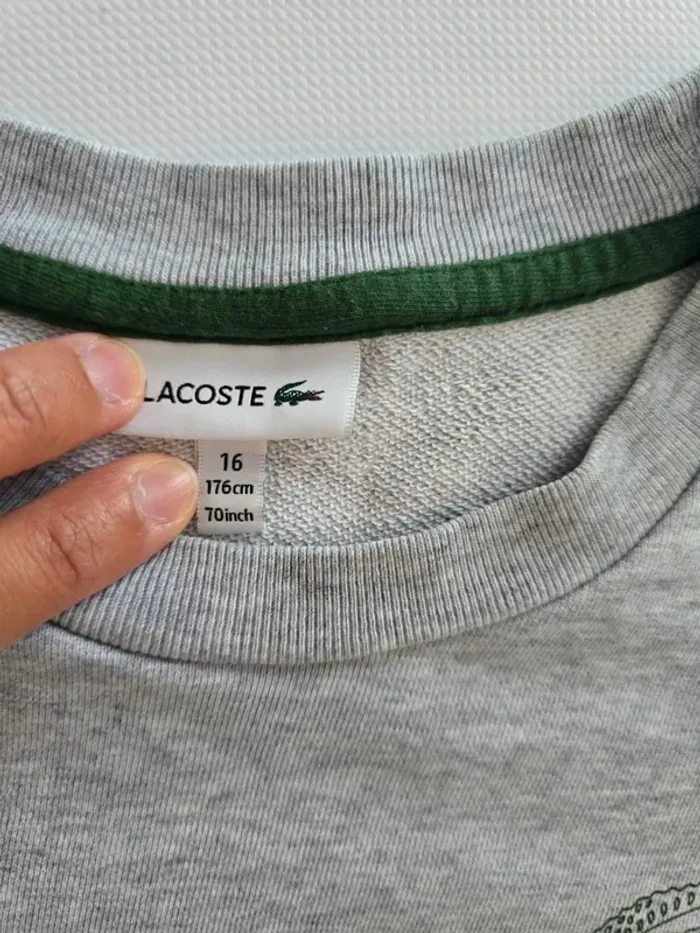 LACOSTE
16
176cm
70inch